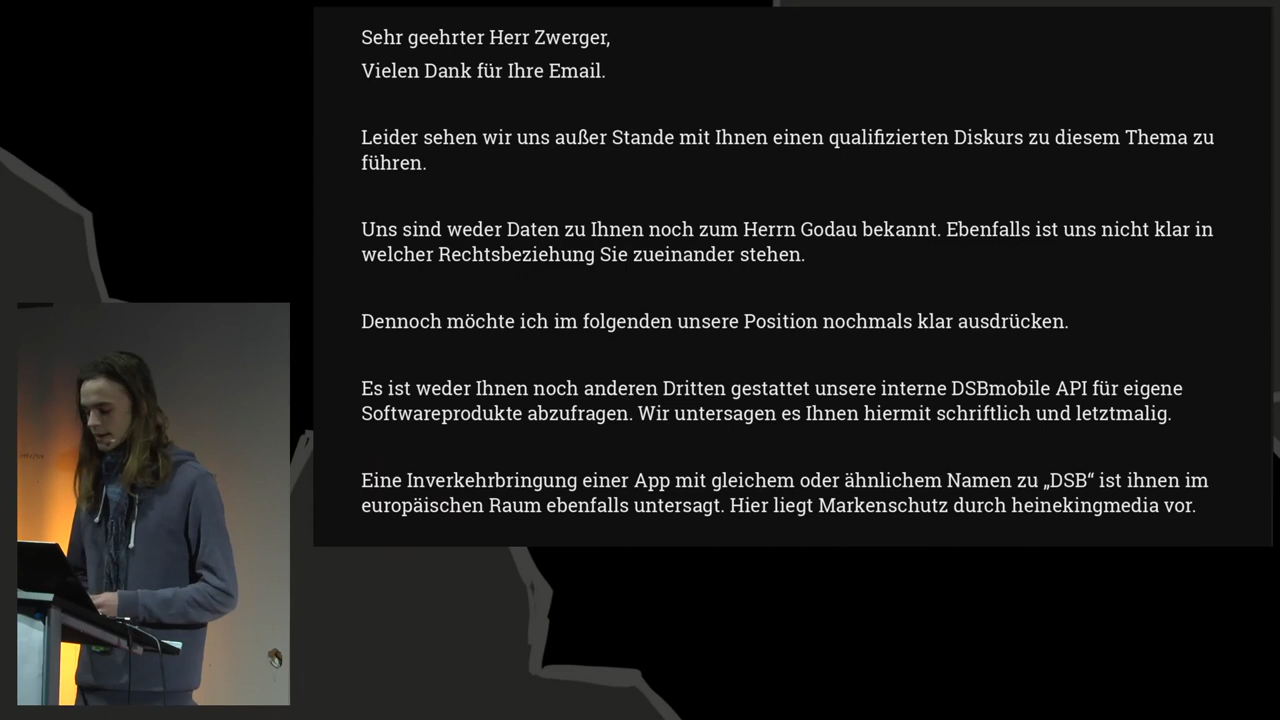 Sehr geehrter Herr Zwerger,
Vielen Dank für Ihre Email.
Leider sehen wir uns außer Stande mit Ihnen einen qualifizierten Diskurs zu diesem Thema zu
führen.
Uns sind weder Daten zu Ihnen noch zum Herrn Godau bekannt. Ebenfalls ist uns nicht klar in
welcher Rechtsbeziehung Sie zueinander stehen.
Dennoch möchte ich im folgenden unsere Position nochmals klar ausdrücken.
Es ist weder Ihnen noch anderen Dritten gestattet unsere interne DSBmobile API für eigene
Softwareprodukte abzufragen. Wir untersagen es Ihnen hiermit schriftlich und letztmalig.
Eine Inverkehrbringung einer App mit gleichem oder ähnlichem Namen zu „DSB“ ist ihnen im
europäischen Raum ebenfalls untersagt. Hier liegt Markenschutz durch heinekingmedia vor.